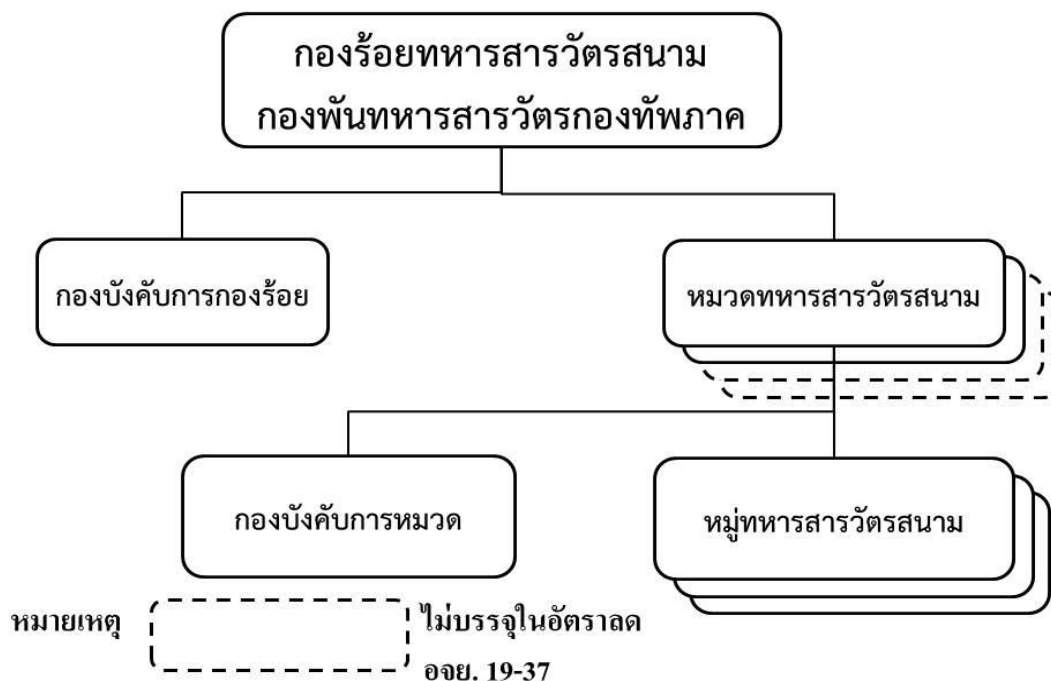 กองร้อยทหารสารวัตรสนาม
กองพันทหารสารวัตรกองทัพภาค
กองบังคับการกองร้อย
หมวดทหารสารวัตรสนาม
กองบังคับการหมวด
หมู่ทหารสารวัตรสนาม
หมายเหตุ
ไม่บรรจุในอัตราลด
อจย. 19-37